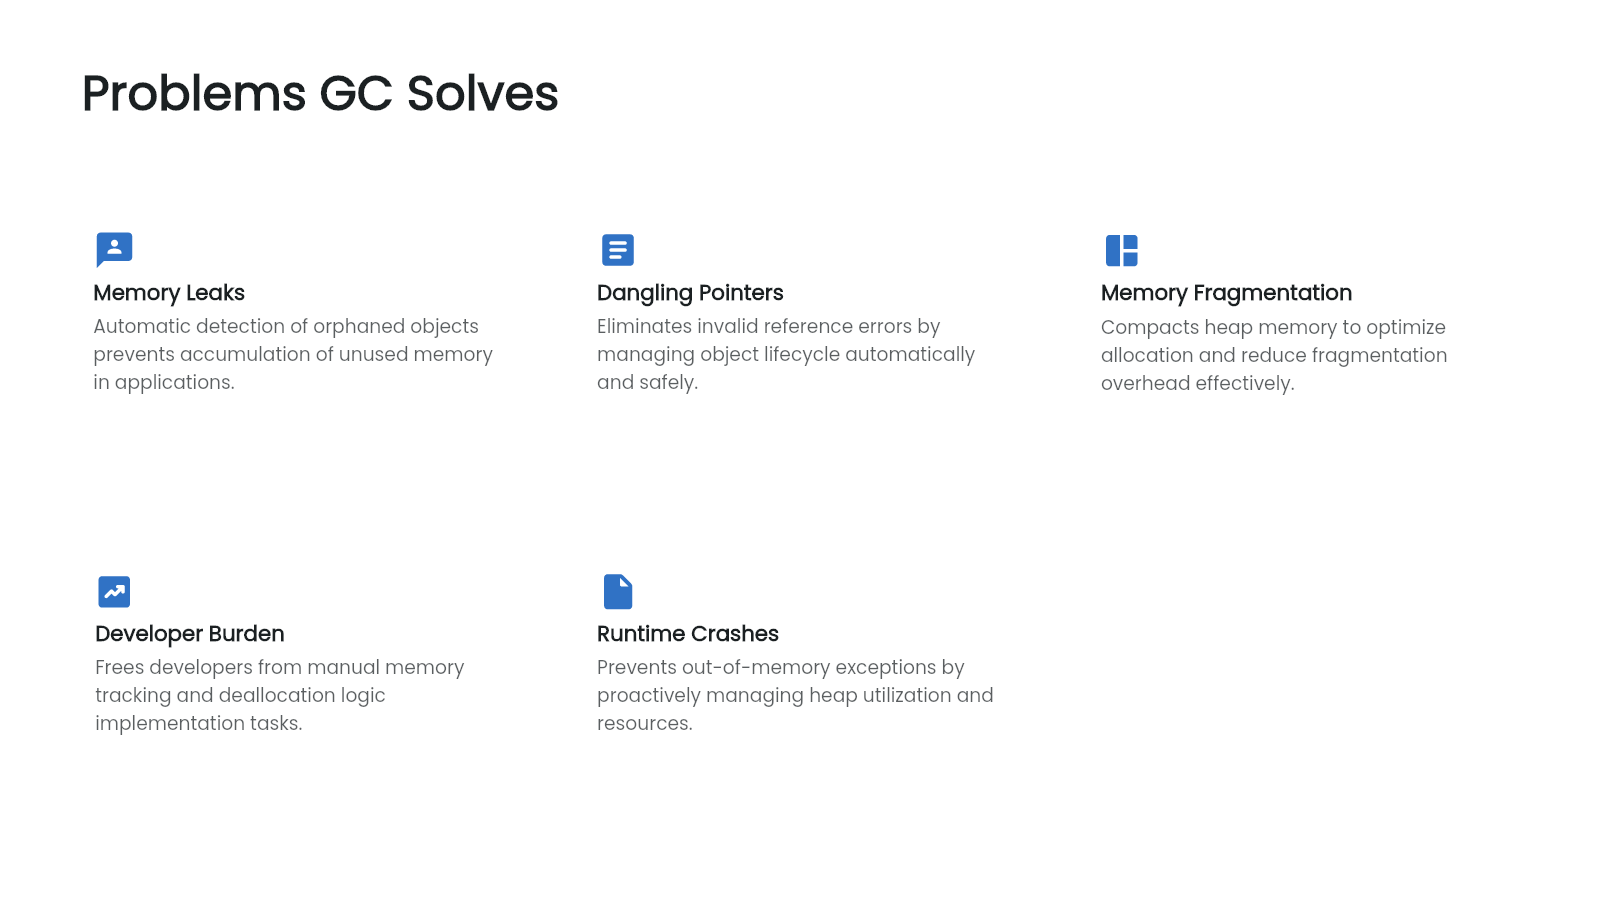 Problems GC Solves
Memory Leaks
Automatic detection of orphaned objects
prevents accumulation of unused memory
in applications.
Dangling Pointers
Eliminates invalid reference errors by
managing object lifecycle automatically
and safely.
Memory Fragmentation
Compacts heap memory to optimize
allocation and reduce fragmentation
overhead effectively.
Developer Burden
Frees developers from manual memory
tracking and deallocation logic
implementation tasks.
Runtime Crashes
Prevents out-of-memory exceptions by
proactively managing heap utilization and
resources.